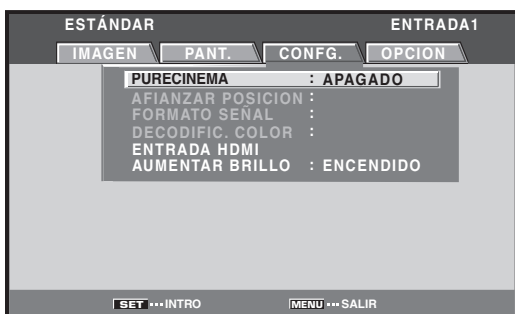 ESTÁNDAR ENTRADA1
IMAGEN PANT. CONFG. OPCION
PURECINEMA : APAGADO
AFIANZAR POSICION :
FORMATO SEÑAL :
DECODIFIC. COLOR :
ENTRADA HDMI
AUMENTAR BRILLO : ENCENDIDO
SET ••• INTRO MENU ••• SALIR